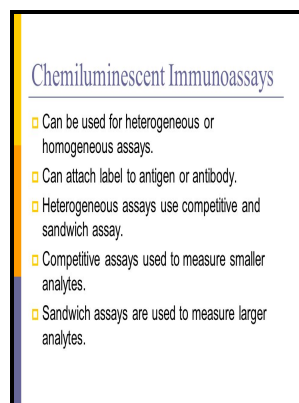 Chemiluminescent Immunoassays
Can be used for heterogeneous or
homogeneous assays.
Can attach label to antigen or antibody.
Heterogeneous assays use competitive and
sandwich assay.
Competitive assays used to measure smaller
analytes.
Sandwich assays are used to measure larger
analytes.